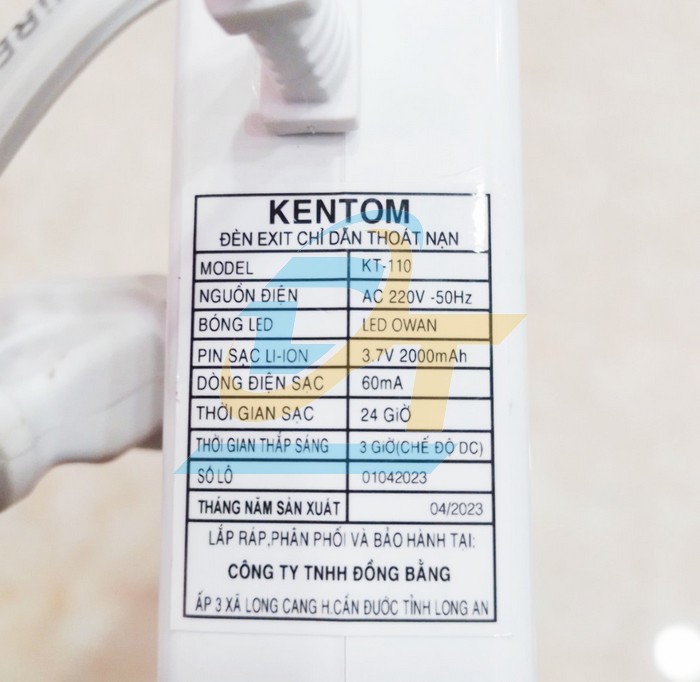 KENTOM
ĐÈN EXIT CHỈ DẪN THOÁT NẠN
MODEL KT-110
NGUỒN ĐIỆN AC 220V -50Hz
BÓNG LED LED OWAN
PIN SẠC LI-ION 3.7V 2000mAh
DÒNG ĐIỆN SẠC 60mA
THỜI GIAN SẠC 24 GIỜ
THỜI GIAN THẮP SÁNG 3 GIỜ(CHẾ ĐỘ DC)
SỐ LÔ 01042023
THÁNG NĂM SẢN XUẤT 04/2023
LẮP RÁP,PHÂN PHỐI VÀ BẢO HÀNH TẠI:
CÔNG TY TNHH ĐỒNG BẰNG
ẤP 3 XÃ LONG CANG H.CẦN ĐƯỚC TỈNH LONG AN